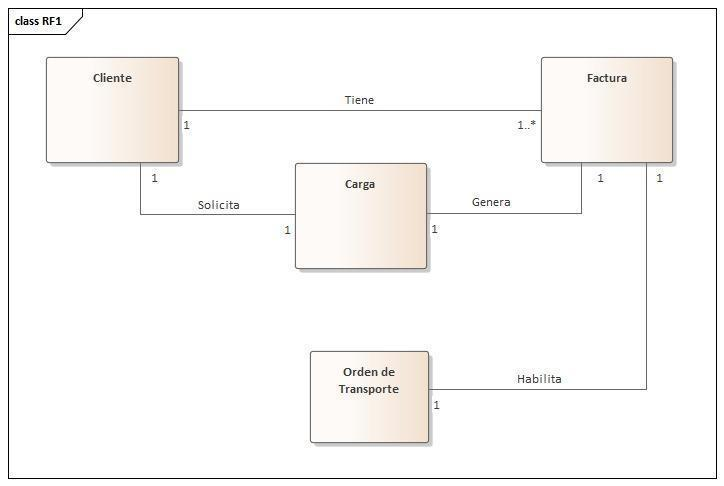 class RF1
Cliente
Factura
Tiene
1
1..*
1
Carga
1
1
Solicita
Genera
1
1
Orden de
Transporte
Habilita
1